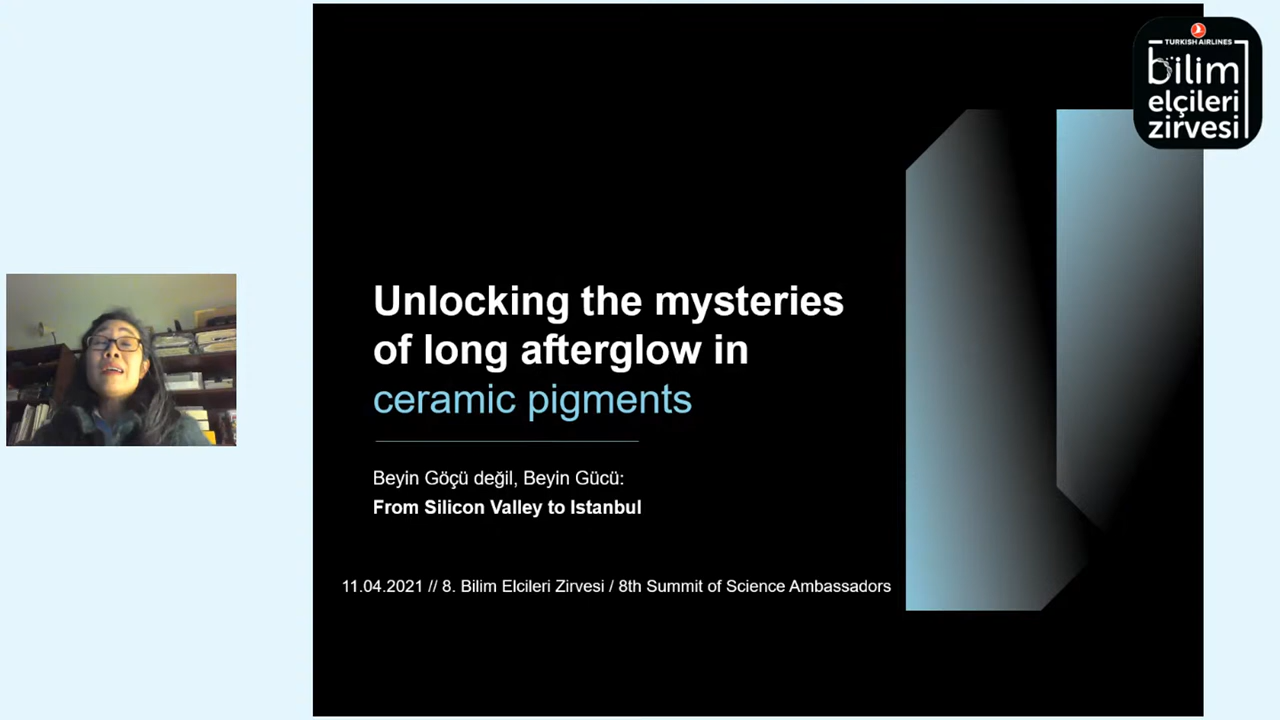 TURKISH AIRLINES
bilim
elçileri
zirvesi
Unlocking the mysteries
of long afterglow in
ceramic pigments
Beyin Göçü değil, Beyin Gücü:
From Silicon Valley to Istanbul
11.04.2021 // 8. Bilim Elcileri Zirvesi / 8th Summit of Science Ambassadors